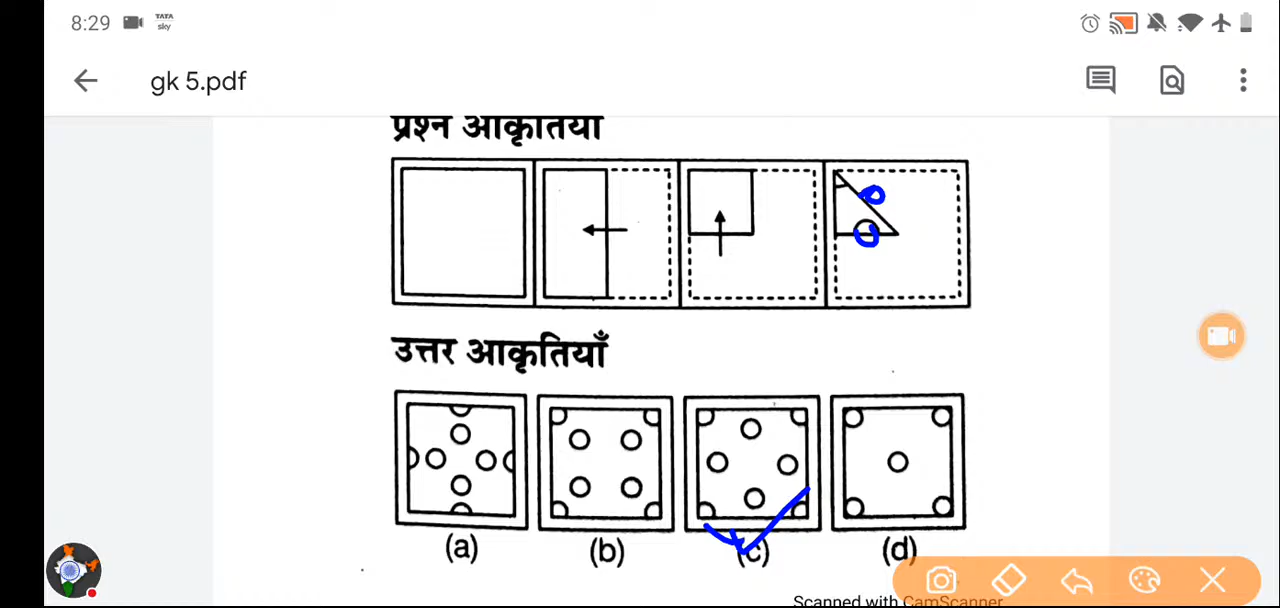 8:29 TATA sky
gk 5.pdf
प्रश्न आकृतियाँ
उत्तर आकृतियाँ
(a) (b) (c) (d)
Scanned with CamScanner